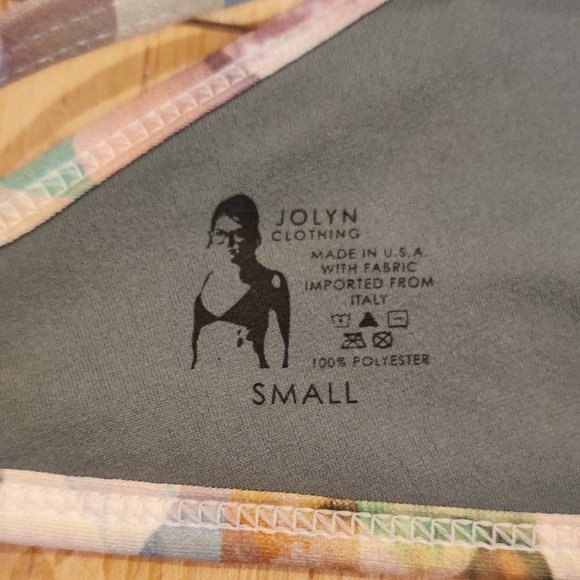 JOLYN
CLOTHING
MADE IN U.S.A.
WITH FABRIC
IMPORTED FROM
ITALY
100% POLYESTER
SMALL